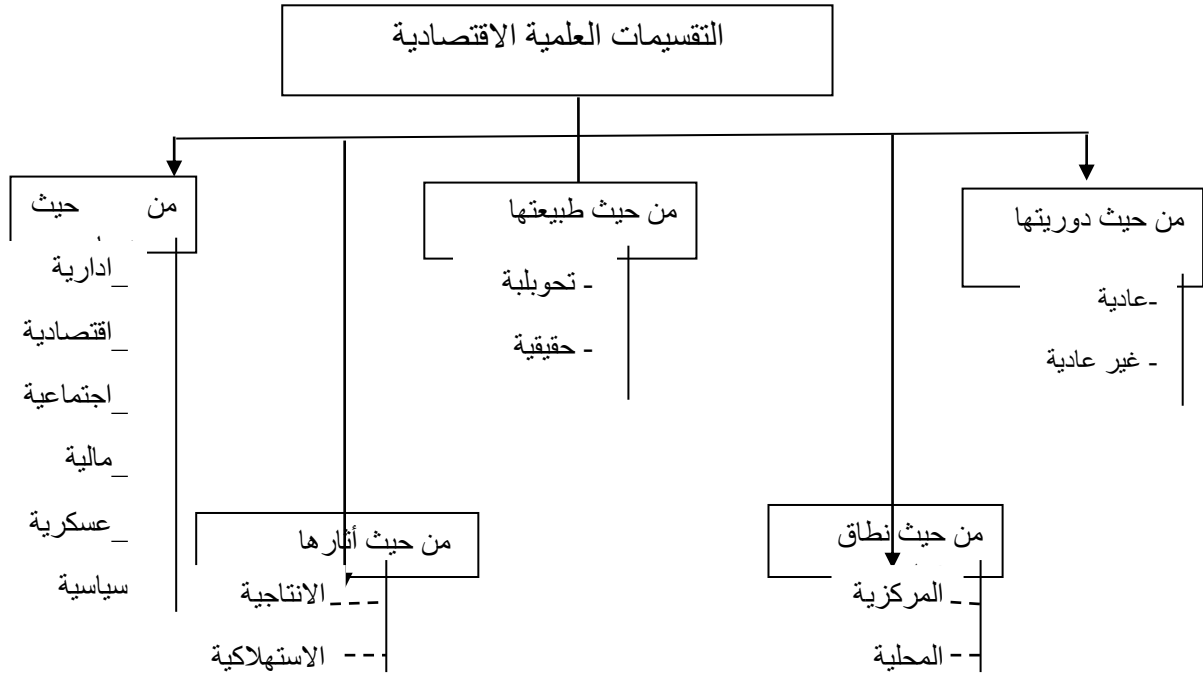 التقسيمات العلمية الاقتصادية
من حيث دوريتها
-عادية
- غير عادية
من حيث طبيعتها
- تحوبلبة
- حقيقية
من حيث
_ادارية
_اقتصادية
_اجتماعية
_مالية
_عسكرية
سياسية
من حيث نطاق
المركزية
المحلية
من حيث أثارها
الانتاجية
الاستهلاكية